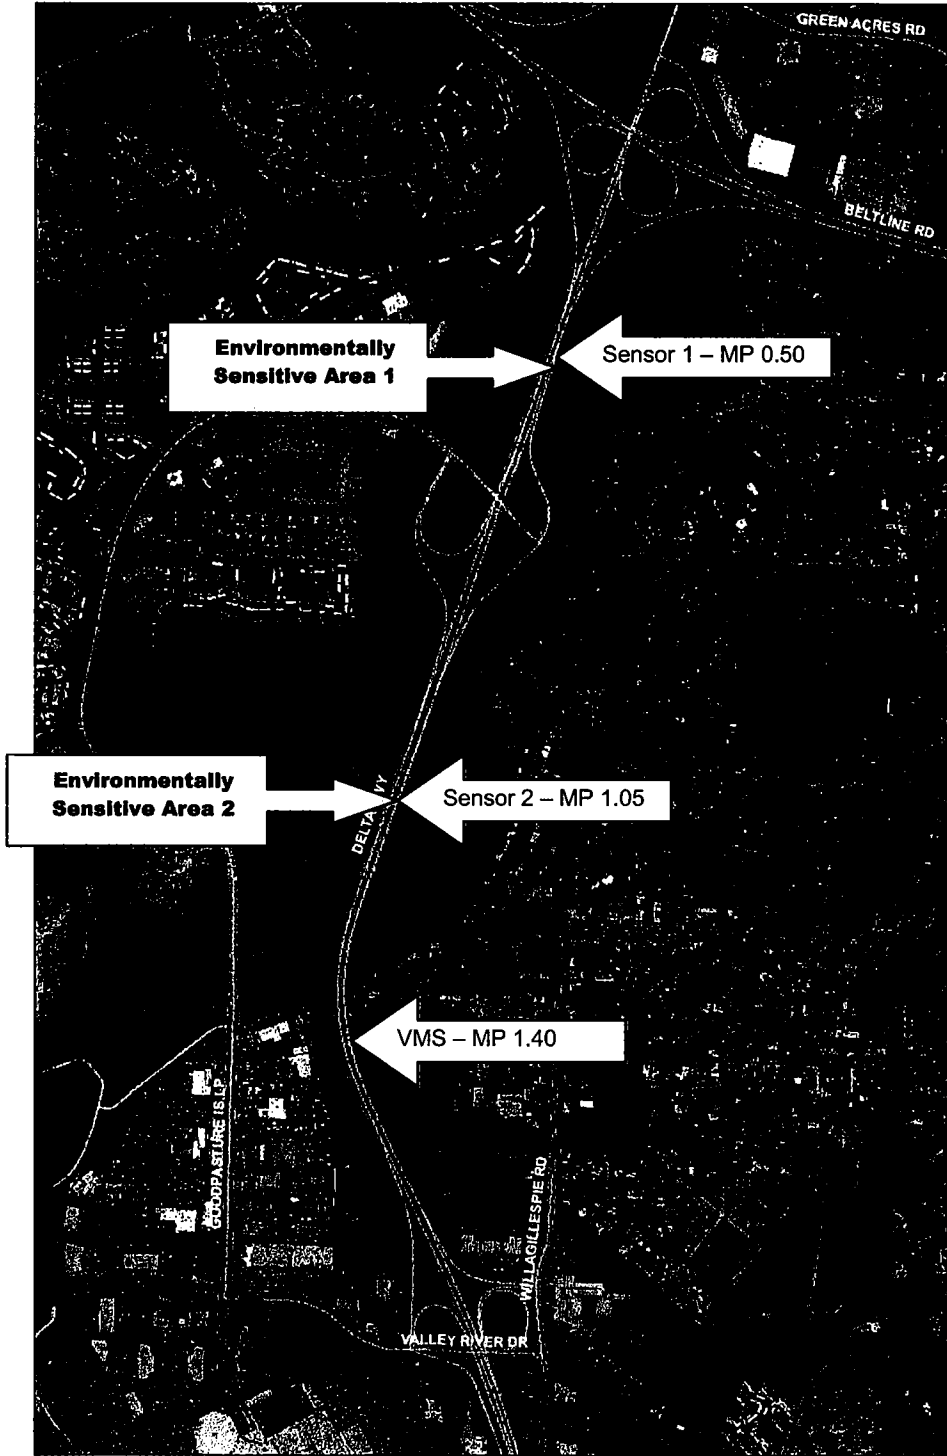 GREEN ACRES RD
BELTLINE RD
Environmentally
Sensitive Area 1
Sensor 1 – MP 0.50
Environmentally
Sensitive Area 2
Sensor 2 – MP 1.05
DELTA
VMS – MP 1.40
GOODPASTURE IS LP
WILLAGILLESPIE RD
VALLEY RIVER DR